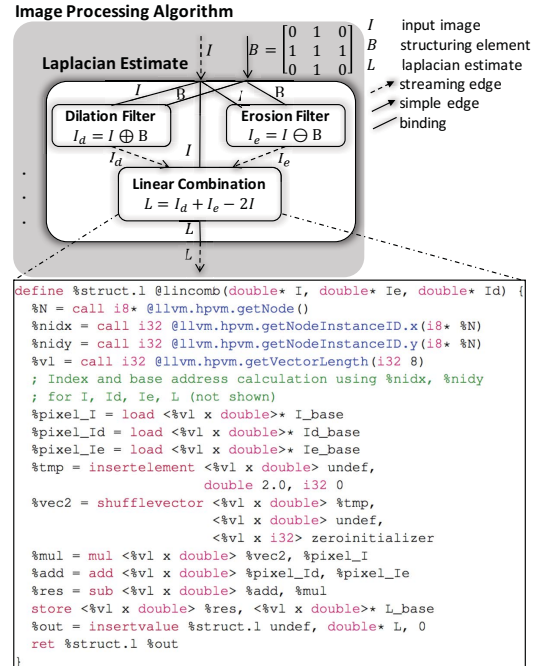 Image Processing Algorithm
I
B = [0 1 0
1 1 1
0 1 0]
I input image
B structuring element
L laplacian estimate
streaming edge
simple edge
binding
Laplacian Estimate
I B I B
Dilation Filter
I_d = I ⊕ B
Erosion Filter
I_e = I ⊖ B
I_d I I_e
Linear Combination
L = I_d + I_e − 2I
L
L
define %struct.l @lincomb(double* I, double* Ie, double* Id) {
%N = call i8* @llvm.hpvm.getNode()
%nidx = call i32 @llvm.hpvm.getNodeInstanceID.x(i8* %N)
%nidy = call i32 @llvm.hpvm.getNodeInstanceID.y(i8* %N)
%vl = call i32 @llvm.hpvm.getVectorLength(i32 8)
; Index and base address calculation using %nidx, %nidy
; for I, Id, Ie, L (not shown)
%pixel_I = load <%vl x double>* I_base
%pixel_Id = load <%vl x double>* Id_base
%pixel_Ie = load <%vl x double>* Ie_base
%tmp = insertelement <%vl x double> undef,
double 2.0, i32 0
%vec2 = shufflevector <%vl x double> %tmp,
<%vl x double> undef,
<%vl x i32> zeroinitializer
%mul = mul <%vl x double> %vec2, %pixel_I
%add = add <%vl x double> %pixel_Id, %pixel_Ie
%res = sub <%vl x double> %add, %mul
store <%vl x double> %res, <%vl x double>* L_base
%out = insertvalue %struct.l undef, double* L, 0
ret %struct.l %out
}